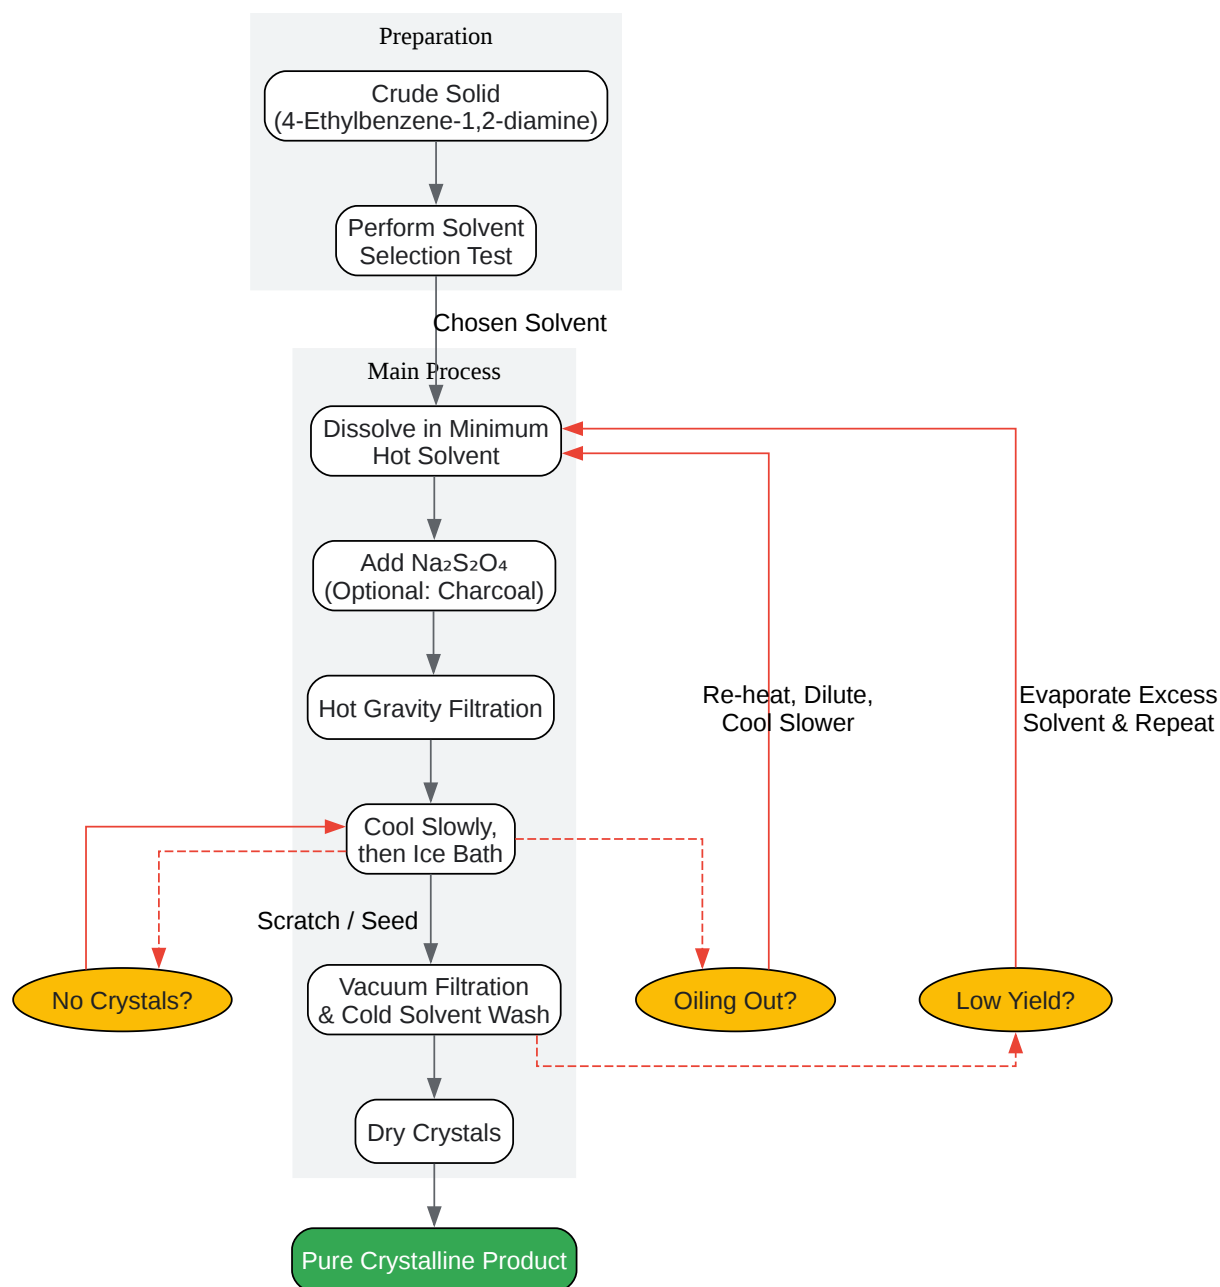 Preparation
Crude Solid
(4-Ethylbenzene-1,2-diamine)
Perform Solvent
Selection Test
Chosen Solvent
Main Process
Dissolve in Minimum
Hot Solvent
Add Na₂S₂O₄
(Optional: Charcoal)
Hot Gravity Filtration
Re-heat, Dilute,
Cool Slower
Evaporate Excess
Solvent & Repeat
Cool Slowly,
then Ice Bath
Scratch / Seed
No Crystals?
Vacuum Filtration
& Cold Solvent Wash
Oiling Out?
Low Yield?
Dry Crystals
Pure Crystalline Product